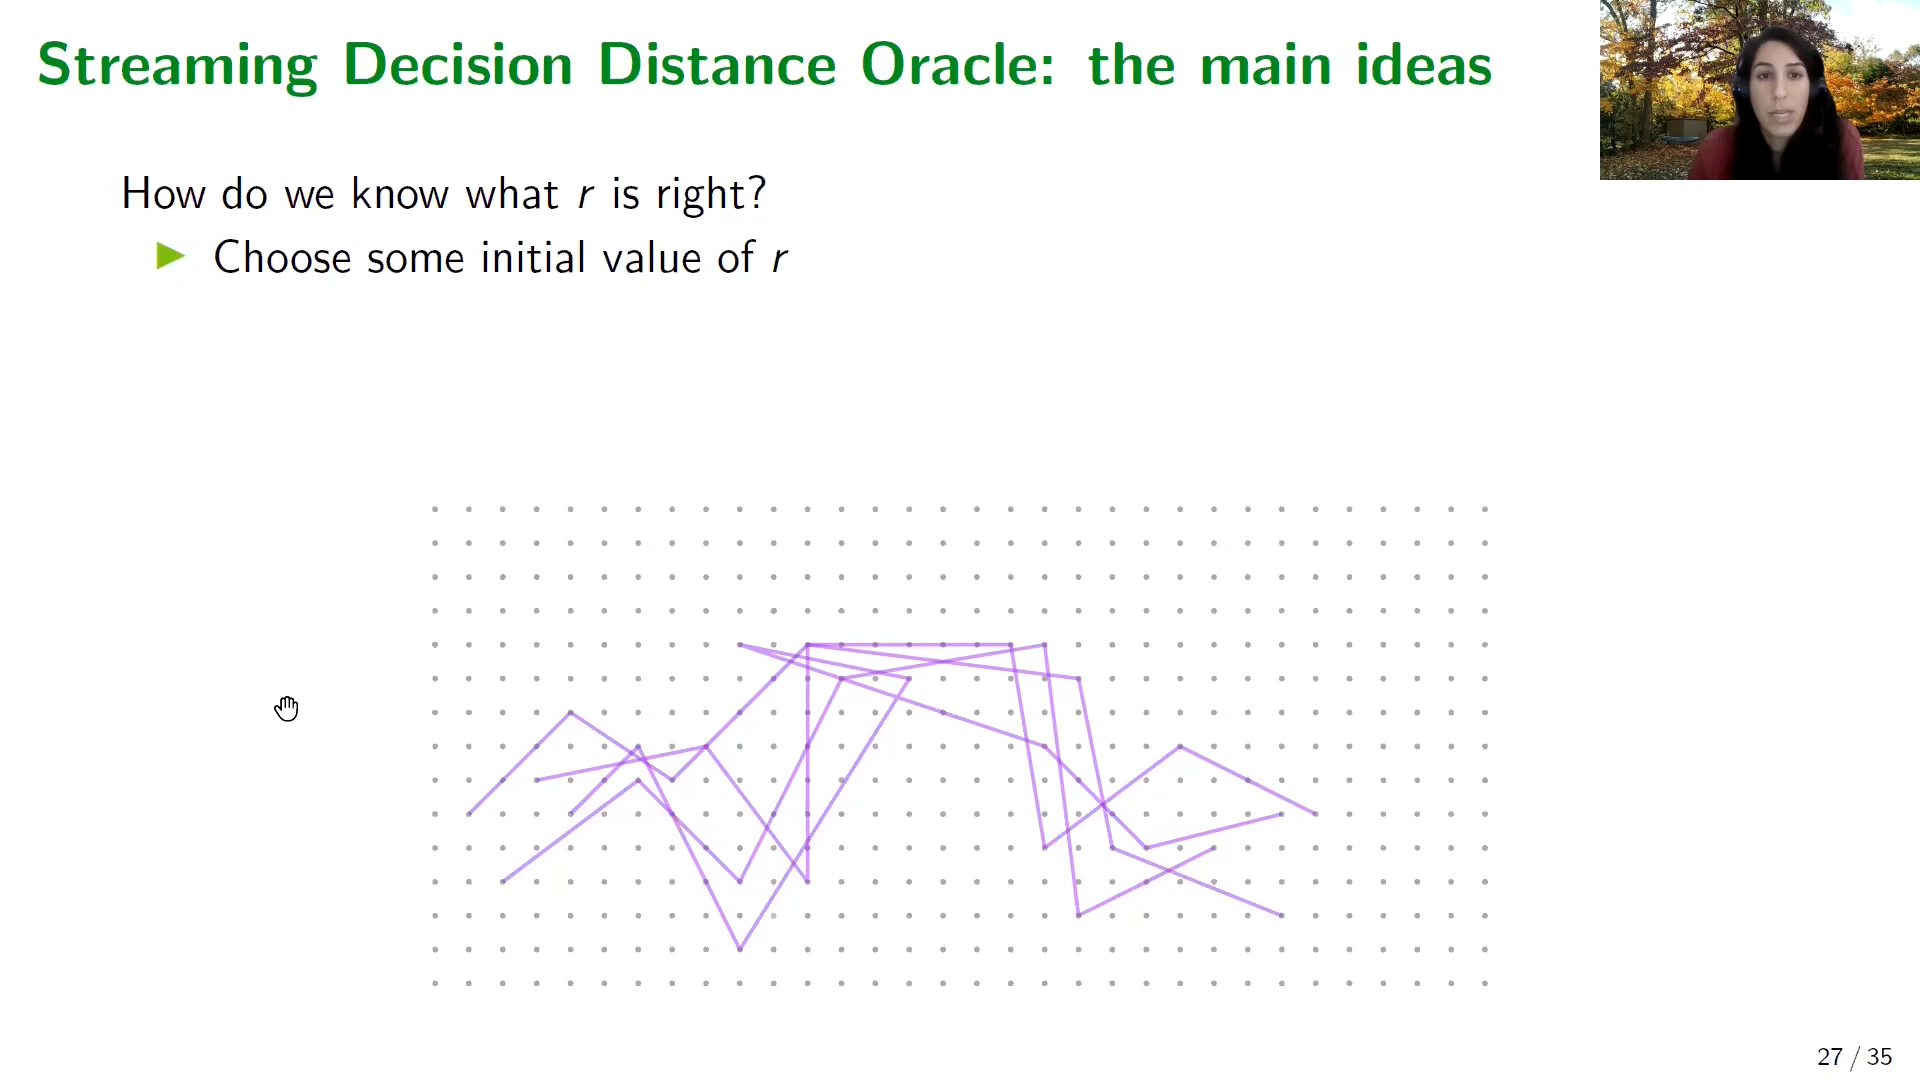 Streaming Decision Distance Oracle: the main ideas
How do we know what r is right?
Choose some initial value of r
27 / 35